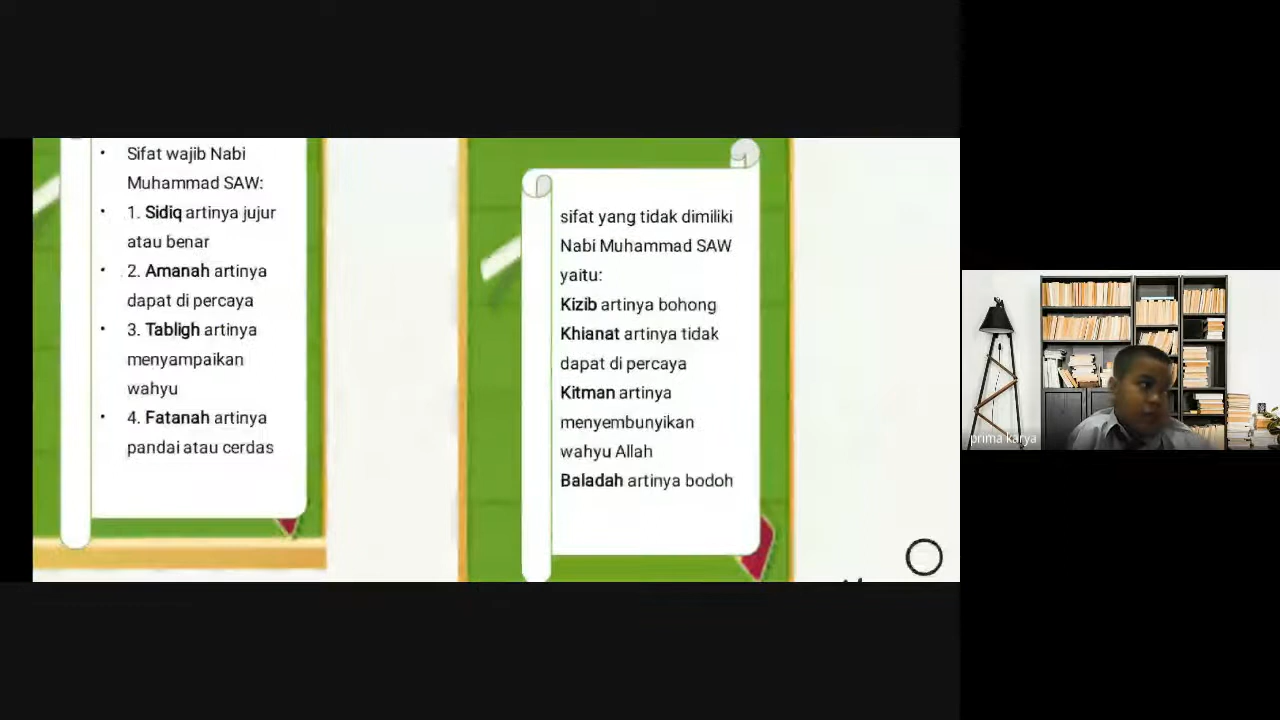 • Sifat wajib Nabi
Muhammad SAW:
• 1. Sidiq artinya jujur
atau benar
• 2. Amanah artinya
dapat di percaya
• 3. Tabligh artinya
menyampaikan
wahyu
• 4. Fatanah artinya
pandai atau cerdas
sifat yang tidak dimiliki
Nabi Muhammad SAW
yaitu:
Kizib artinya bohong
Khianat artinya tidak
dapat di percaya
Kitman artinya
menyembunyikan
wahyu Allah
Baladah artinya bodoh
prima karya